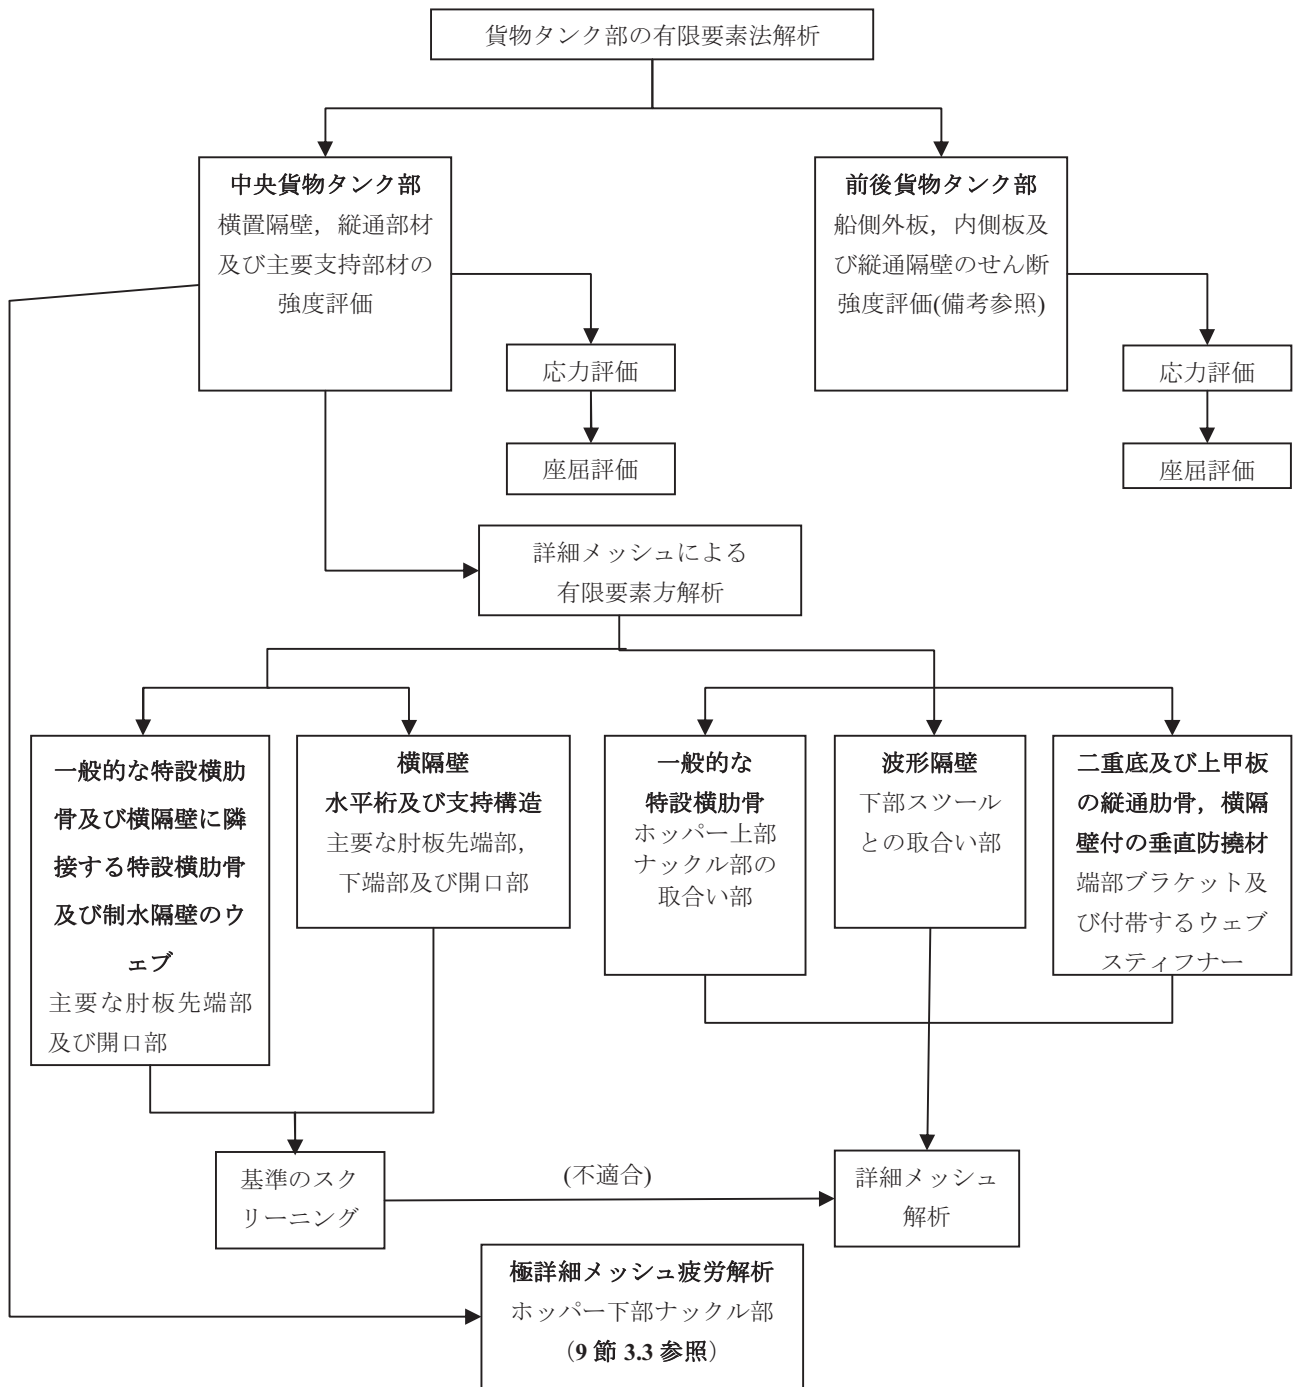 貨物タンク部の有限要素法解析
中央貨物タンク部
横置隔壁，縦通部材
及び主要支持部材の
強度評価
前後貨物タンク部
船側外板，内側板及
び縦通隔壁のせん断
強度評価(備考参照)
応力評価
座屈評価
応力評価
座屈評価
詳細メッシュによる
有限要素方解析
一般的な特設横肋
骨及び横隔壁に隣
接する特設横肋骨
及び制水隔壁のウ
ェブ
主要な肘板先端部
及び開口部
横隔壁
水平桁及び支持構造
主要な肘板先端部，
下端部及び開口部
一般的な
特設横肋骨
ホッパー上部
ナックル部の
取合い部
波形隔壁
下部スツール
との取合い部
二重底及び上甲板
の縦通肋骨，横隔
壁付の垂直防撓材
端部ブラケット及
び付帯するウェブ
スティフナー
基準のスク
リーニング
(不適合)
詳細メッシュ
解析
極詳細メッシュ疲労解析
ホッパー下部ナックル部
（9 節 3.3 参照）